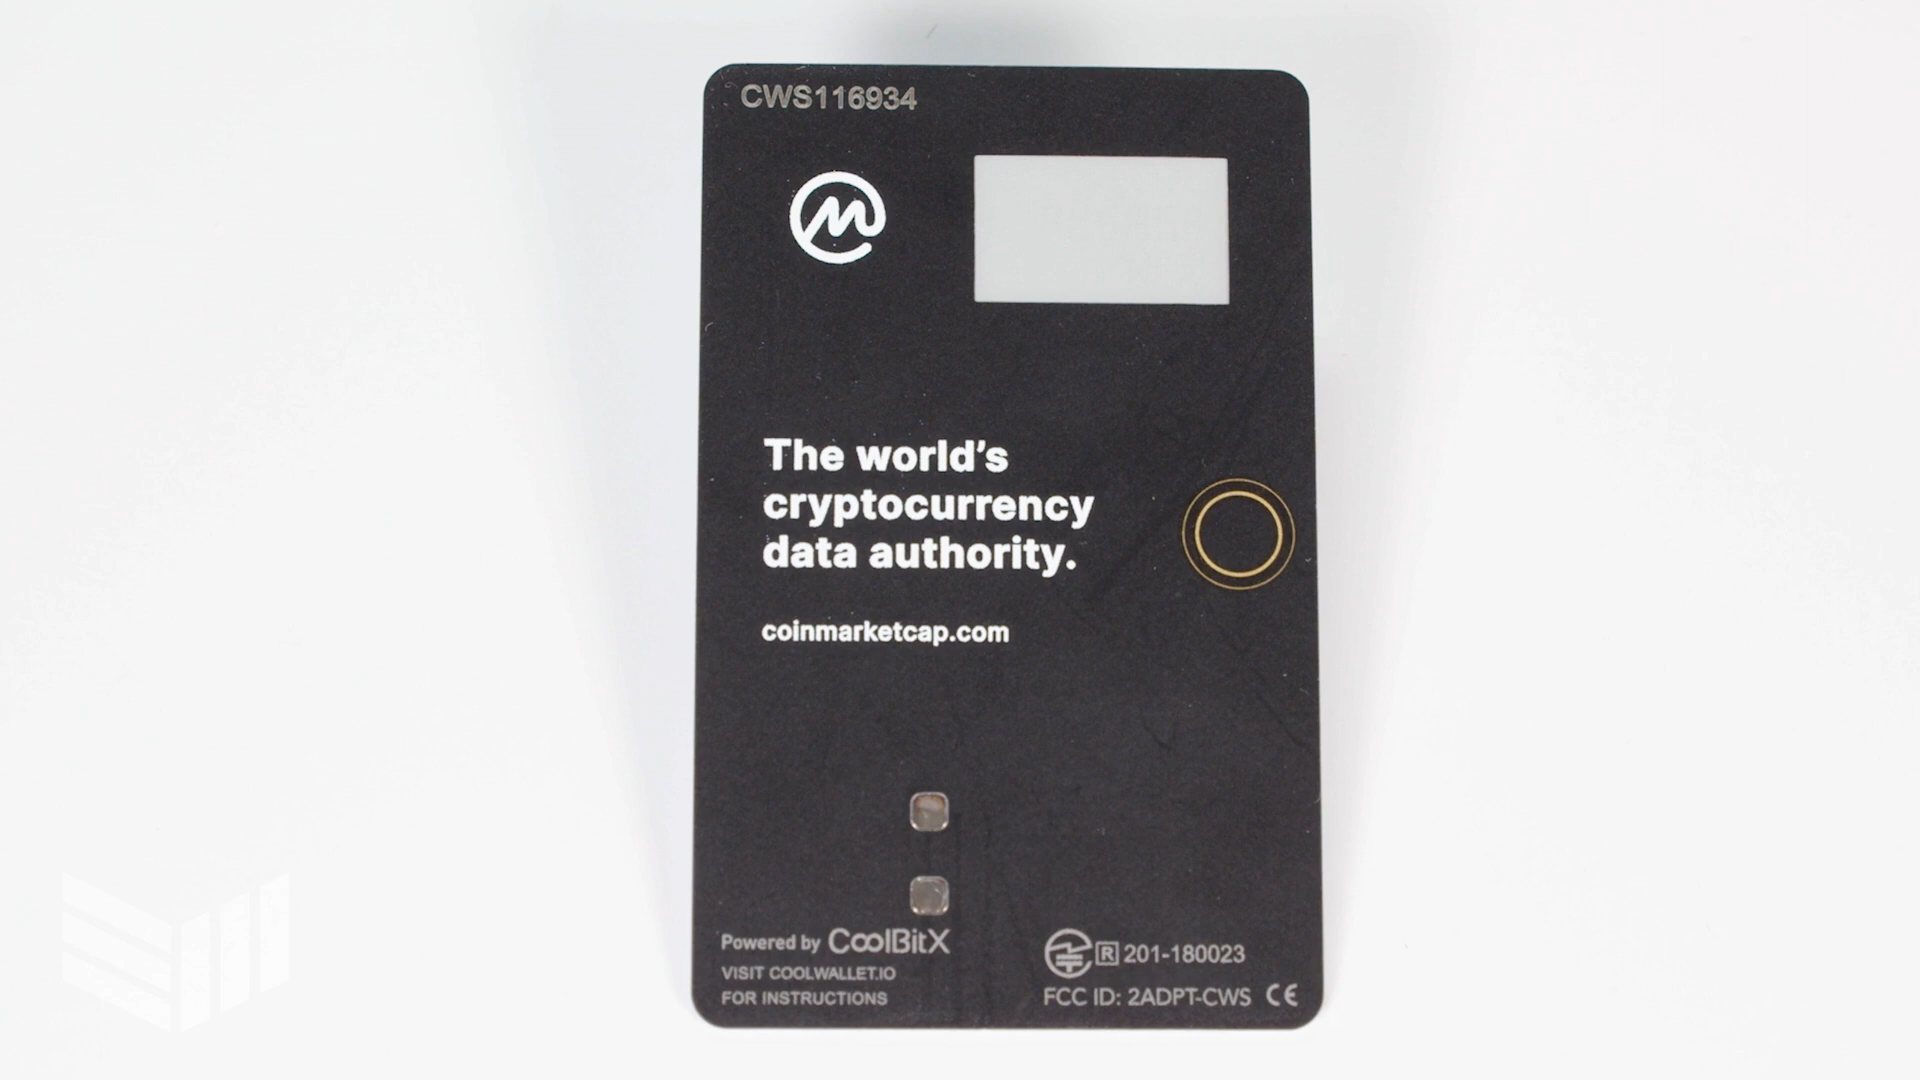 CWS116934
The world's
cryptocurrency
data authority.
coinmarketcap.com
Powered by CoolBitX
VISIT COOLWALLET.IO
FOR INSTRUCTIONS
R 201-180023
FCC ID: 2ADPT-CWS CE